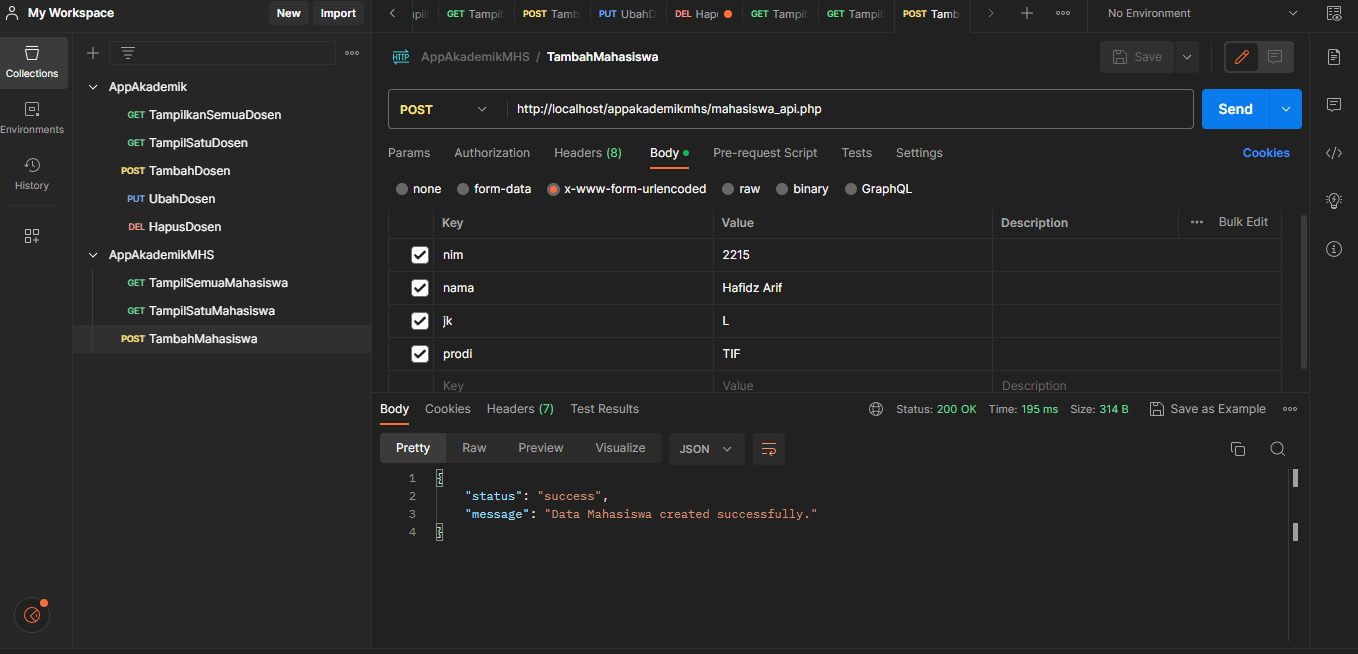 My Workspace New Import GET Tampil POST Tamb PUT UbahD DEL Hapu GET Tampil GET Tampil POST Tamb No Environment
Collections
Environments
History
AppAkademik
GET TampilkanSemuaDosen
GET TampilSatuDosen
POST TambahDosen
PUT UbahDosen
DEL HapusDosen
AppAkademikMHS
GET TampilSemuaMahasiswa
GET TampilSatuMahasiswa
POST TambahMahasiswa
HTTP AppAkademikMHS / TambahMahasiswa Save
POST http://localhost/appakademikmhs/mahasiswa_api.php Send
Params Authorization Headers (8) Body Pre-request Script Tests Settings Cookies
none form-data x-www-form-urlencoded raw binary GraphQL
Key Value Description Bulk Edit
nim 2215
nama Hafidz Arif
jk L
prodi TIF
Key Value Description
Body Cookies Headers (7) Test Results Status: 200 OK Time: 195 ms Size: 314 B Save as Example
Pretty Raw Preview Visualize JSON
1 {
2 "status": "success",
3 "message": "Data Mahasiswa created successfully."
4 }